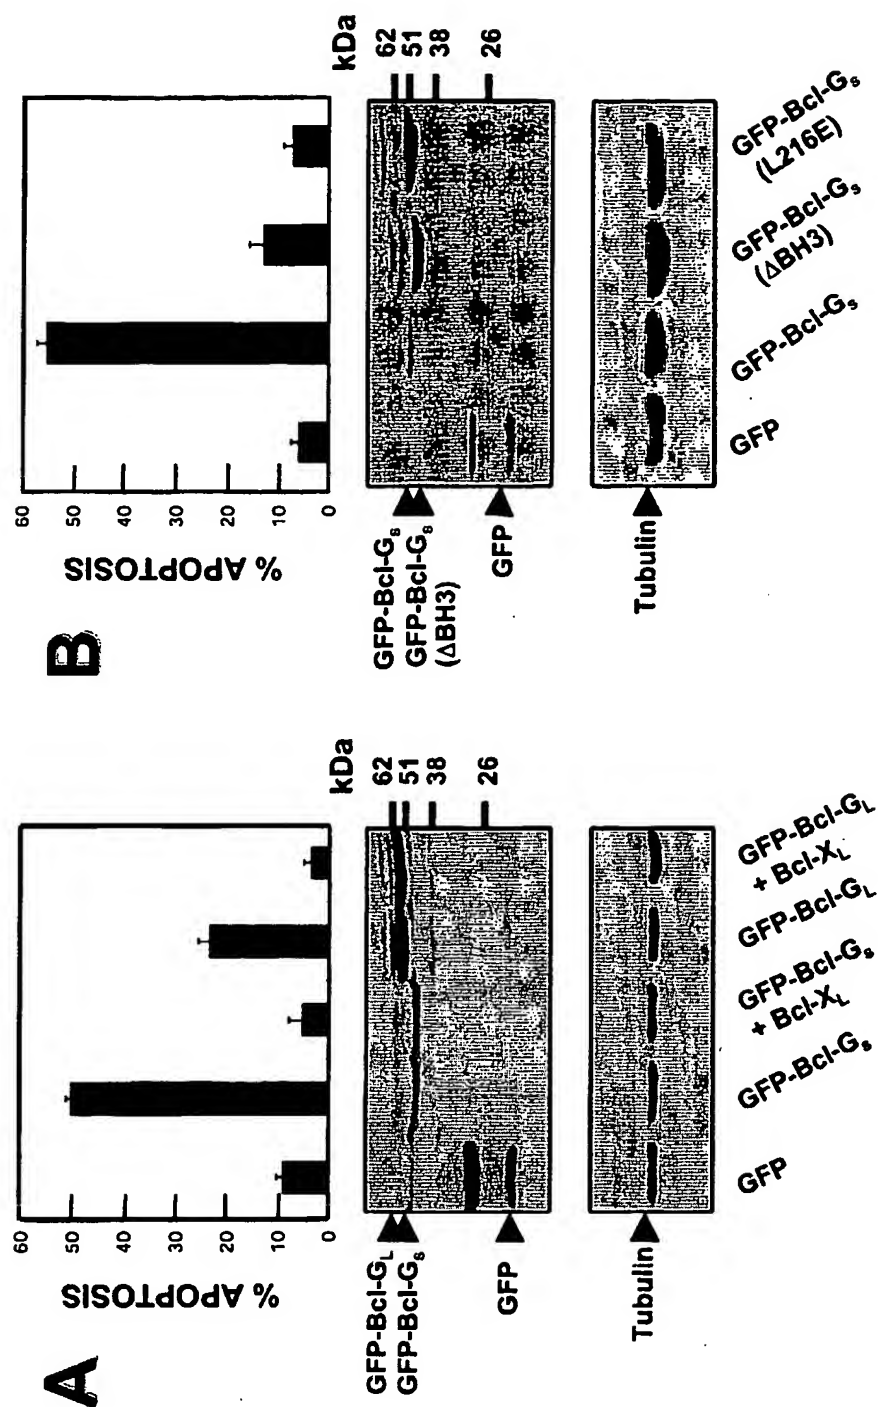 A
% APOPTOSIS
60
50
40
30
20
10
0
kDa
62
51
38
26
GFP-Bcl-GL
GFP-Bcl-Gs
GFP
Tubulin
GFP
GFP-Bcl-Gs
GFP-Bcl-Gs
+ Bcl-XL
GFP-Bcl-GL
GFP-Bcl-GL
+ Bcl-XL
B
% APOPTOSIS
60
50
40
30
20
10
0
kDa
62
51
38
26
GFP-Bcl-Gs
GFP-Bcl-Gs
(ΔBH3)
GFP
Tubulin
GFP
GFP-Bcl-Gs
GFP-Bcl-Gs
(ΔBH3)
GFP-Bcl-Gs
(L216E)